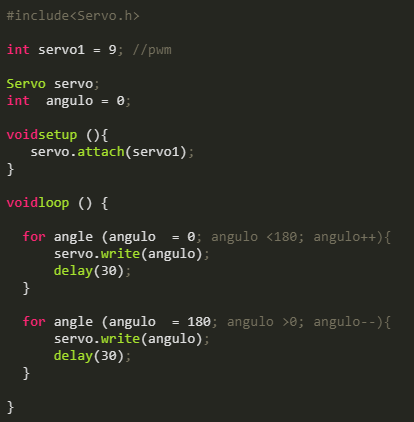 #include<Servo.h>
int servo1 = 9; //pwm
Servo servo;
int  angulo = 0;
voidsetup (){
servo.attach(servo1);
}
voidloop () {
for angle (angulo  = 0; angulo <180; angulo++){
servo.write(angulo);
delay(30);
}
for angle (angulo  = 180; angulo >0; angulo--){
servo.write(angulo);
delay(30);
}
}